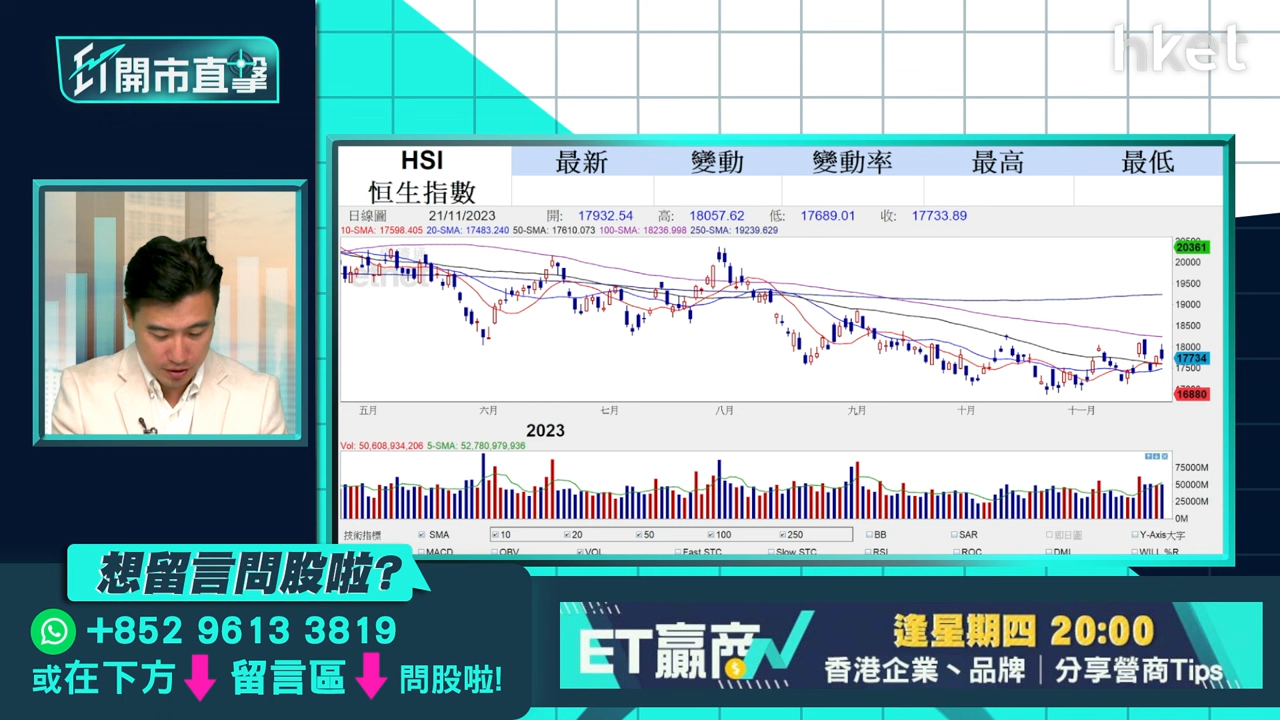 ET開市直擊
hket
HSI
恒生指數
最新
變動
變動率
最高
最低
日線圖 21/11/2023 開: 17932.54 高: 18057.62 低: 17689.01 收: 17733.89
10-SMA: 17598.405 20-SMA: 17483.240 50-SMA: 17610.073 100-SMA: 18236.998 250-SMA: 19239.629
20361
20000
19500
19000
18500
18000
17734
17500
16880
五月 六月 七月 八月 九月 十月 十一月
2023
Vol: 50,608,934,206 5-SMA: 52,780,979,936
75000M
50000M
25000M
0M
技術指標 SMA 10 20 50 100 250 BB SAR 即日圖 Y-Axis大字
MACD OBV VOL Fast STC Slow STC RSI ROC DMI WILL %R
想留言問股啦?
+852 9613 3819
或在下方 留言區 問股啦!
ET贏商
逢星期四 20:00
香港企業、品牌｜分享營商Tips